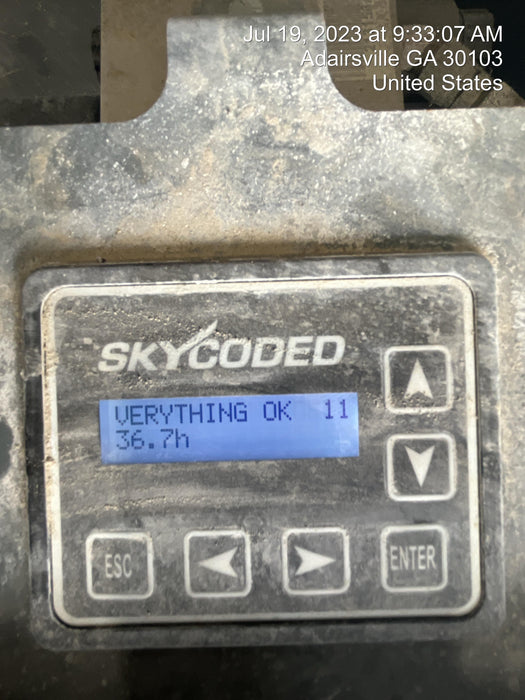 Jul 19, 2023 at 9:33:07 AM
Adairsville GA 30103
United States
SKYCODED
VERYTHING OK 11
36.7h
ESC
ENTER